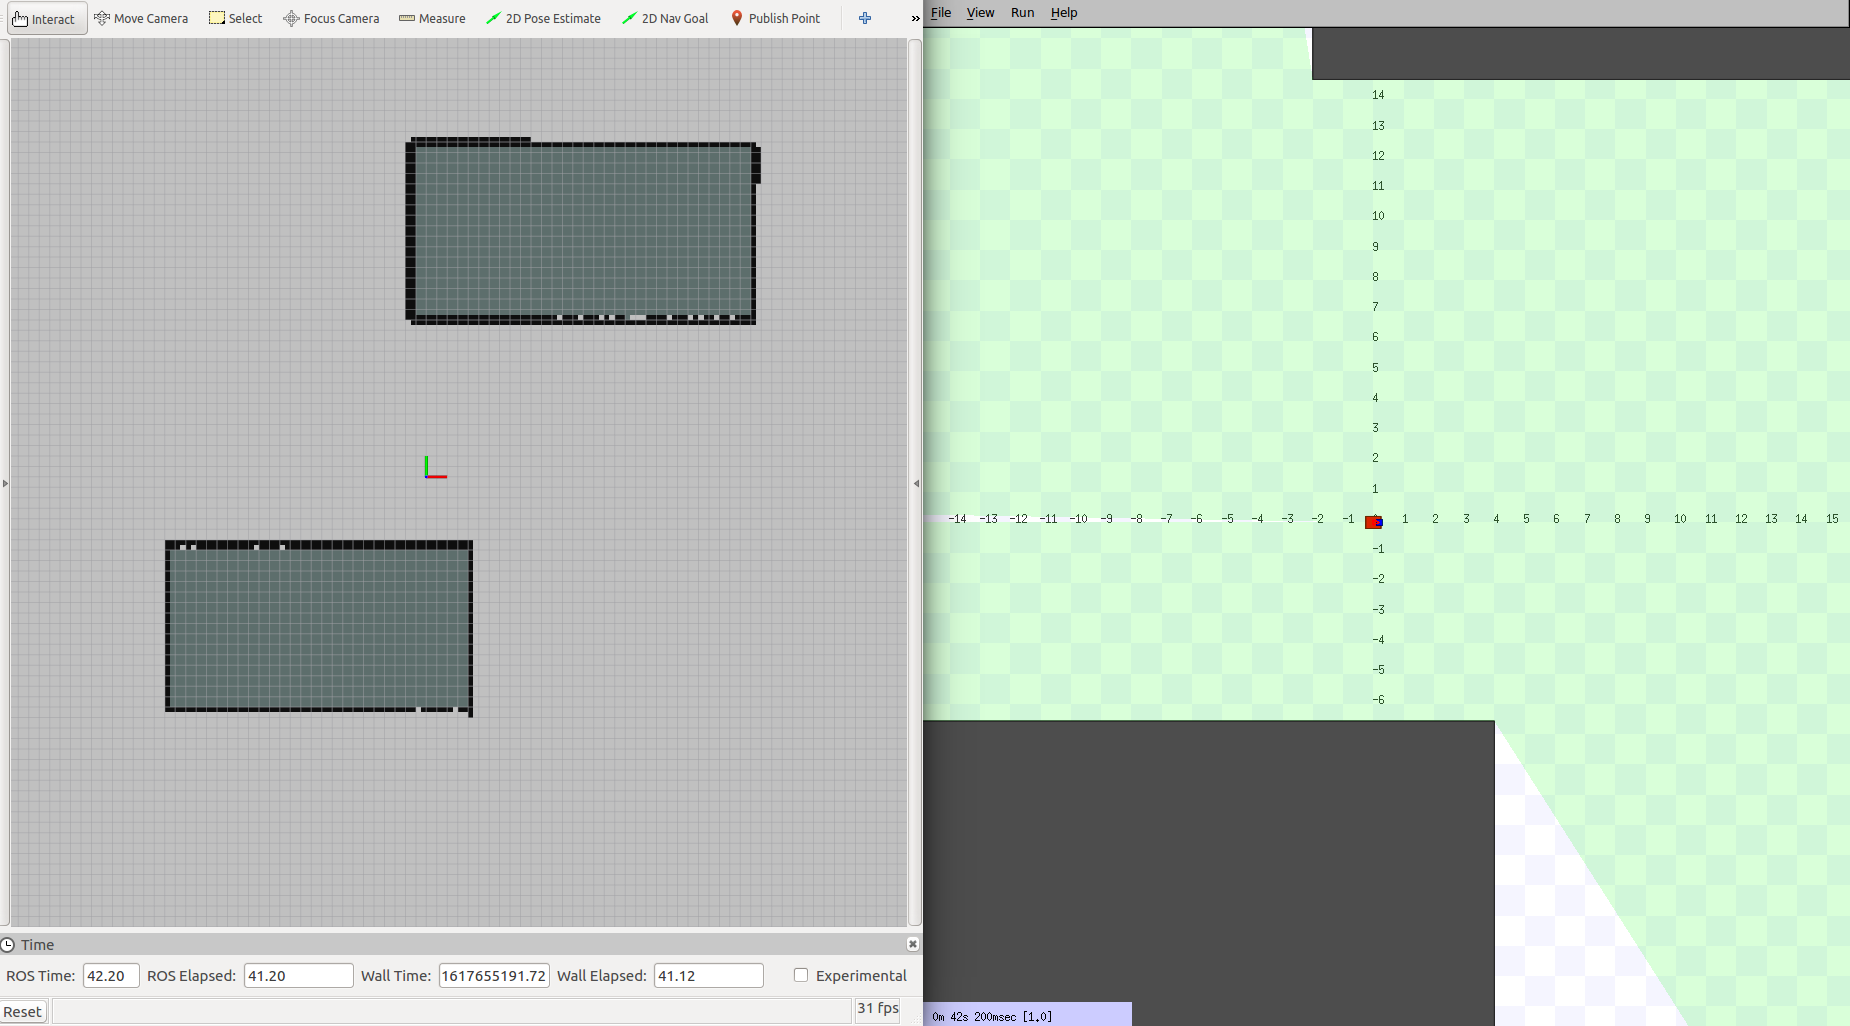 Interact Move Camera Select Focus Camera Measure 2D Pose Estimate 2D Nav Goal Publish Point »
File View Run Help
14
13
12
11
10
9
8
7
6
5
4
3
2
1
-14 -13 -12 -11 -10 -9 -8 -7 -6 -5 -4 -3 -2 -1 1 2 3 4 5 6 7 8 9 10 11 12 13 14 15
-1
-2
-3
-4
-5
-6
Time
ROS Time: 42.20 ROS Elapsed: 41.20 Wall Time: 1617655191.72 Wall Elapsed: 41.12 Experimental
Reset 31 fps
0m 42s 200msec [1.0]